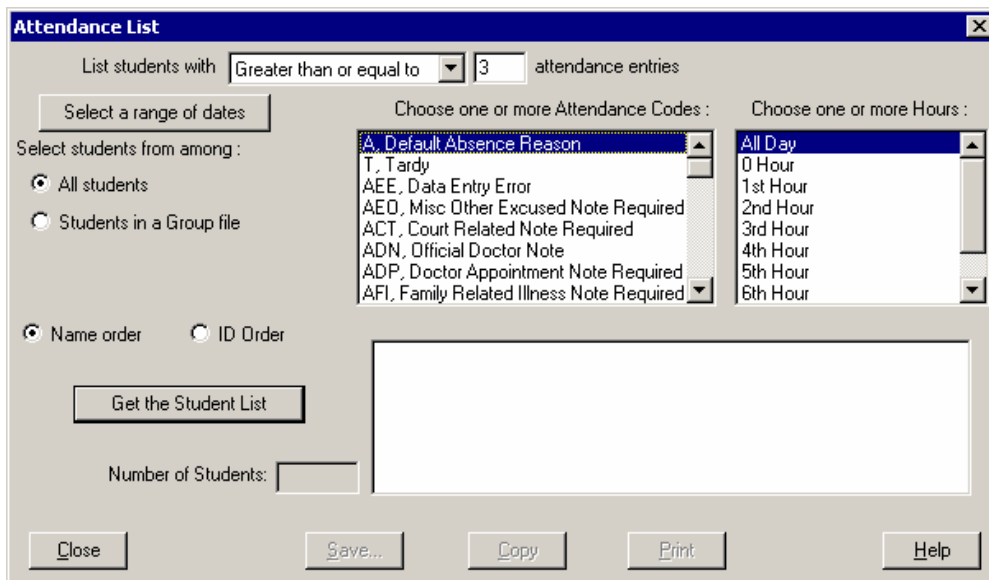 Attendance List
List students with Greater than or equal to 3 attendance entries
Select a range of dates
Select students from among :
All students
Students in a Group file
Choose one or more Attendance Codes :
A, Default Absence Reason
T, Tardy
AEE, Data Entry Error
AEO, Misc Other Excused Note Required
ACT, Court Related Note Required
ADN, Official Doctor Note
ADP, Doctor Appointment Note Required
AFI, Family Related Illness Note Required
Choose one or more Hours :
All Day
0 Hour
1st Hour
2nd Hour
3rd Hour
4th Hour
5th Hour
6th Hour
Name order ID Order
Get the Student List
Number of Students:
Close Save... Copy Print Help